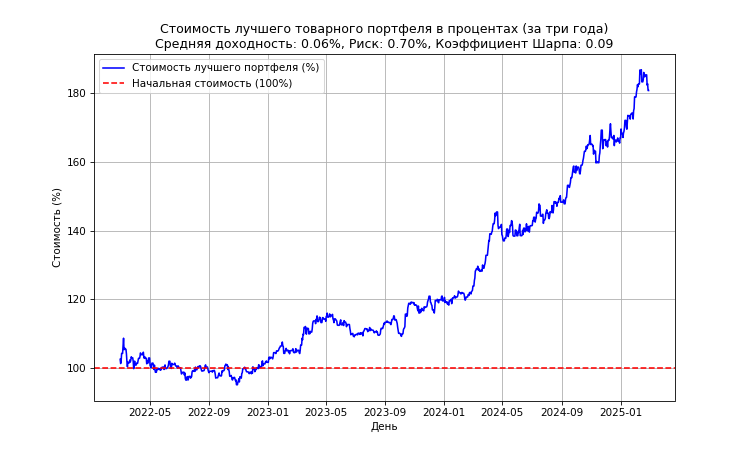 Стоимость лучшего товарного портфеля в процентах (за три года)
Средняя доходность: 0.06%, Риск: 0.70%, Коэффициент Шарпа: 0.09
Стоимость лучшего портфеля (%)
Начальная стоимость (100%)
Стоимость (%)
180
160
140
120
100
2022-05 2022-09 2023-01 2023-05 2023-09 2024-01 2024-05 2024-09 2025-01
День